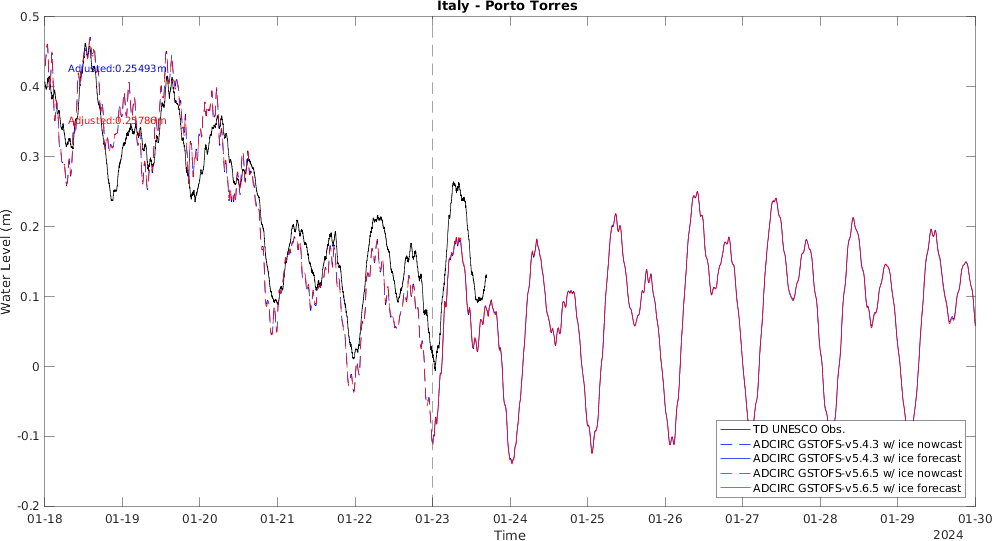 Italy - Porto Torres
0.5
0.4
0.3
0.2
0.1
0
-0.1
-0.2
Water Level (m)
Adjusted:0.25493m
Adjusted:0.25786m
TD UNESCO Obs.
ADCIRC GSTOFS-v5.4.3 w/ ice nowcast
ADCIRC GSTOFS-v5.4.3 w/ ice forecast
ADCIRC GSTOFS-v5.6.5 w/ ice nowcast
ADCIRC GSTOFS-v5.6.5 w/ ice forecast
01-18 01-19 01-20 01-21 01-22 01-23 01-24 01-25 01-26 01-27 01-28 01-29 01-30
Time
2024